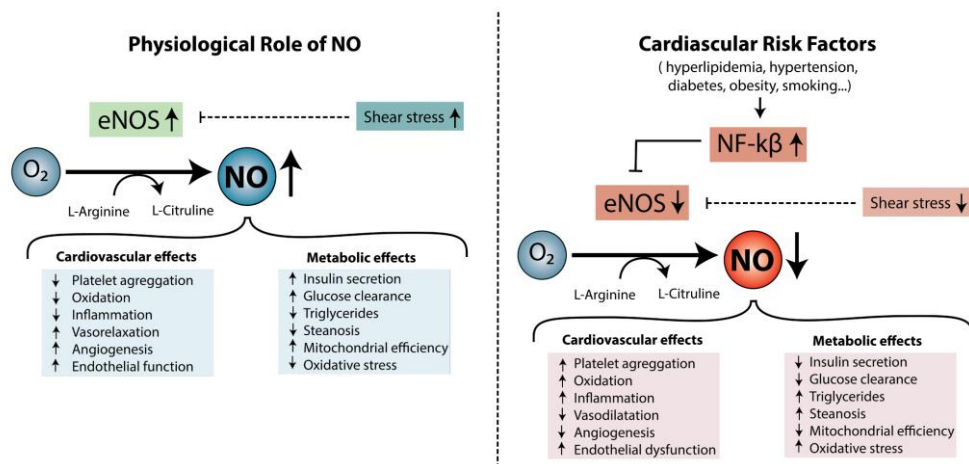 Physiological Role of NO
eNOS ↑
Shear stress ↑
O₂
NO ↑
L-Arginine
L-Citruline
Cardiovascular effects
↓ Platelet agreggation
↓ Oxidation
↓ Inflammation
↑ Vasorelaxation
↑ Angiogenesis
↑ Endothelial function
Metabolic effects
↑ Insulin secretion
↑ Glucose clearance
↓ Triglycerides
↓ Steanosis
↑ Mitochondrial efficiency
↓ Oxidative stress
Cardiascular Risk Factors
( hyperlipidemia, hypertension,
diabetes, obesity, smoking...)
NF-kβ ↑
eNOS ↓
Shear stress ↓
O₂
NO ↓
L-Arginine
L-Citruline
Cardiovascular effects
↑ Platelet agreggation
↑ Oxidation
↑ Inflammation
↓ Vasodilatation
↓ Angiogenesis
↑ Endothelial dysfunction
Metabolic effects
↓ Insulin secretion
↓ Glucose clearance
↑ Triglycerides
↑ Steanosis
↓ Mitochondrial efficiency
↑ Oxidative stress